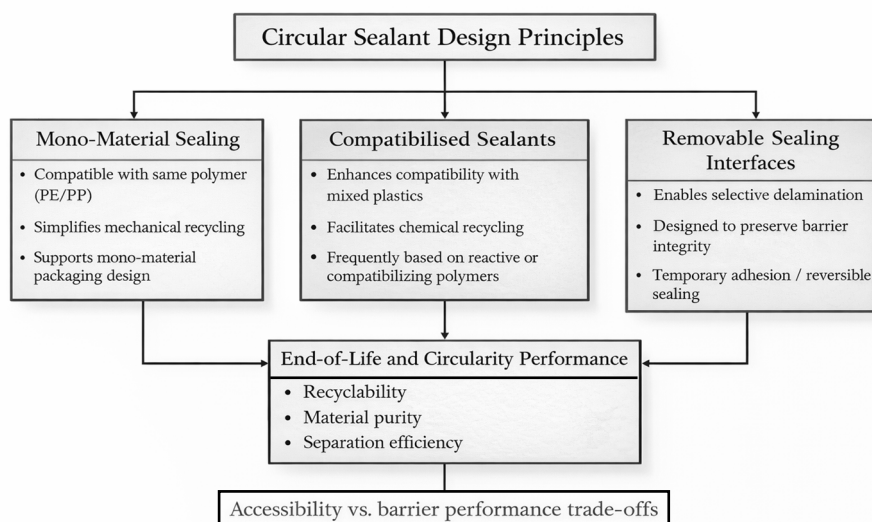 Circular Sealant Design Principles
Mono-Material Sealing
• Compatible with same polymer
(PE/PP)
• Simplifies mechanical recycling
• Supports mono-material
packaging design
Compatibilised Sealants
• Enhances compatibility with
mixed plastics
• Facilitates chemical recycling
• Frequently based on reactive or
compatibilizing polymers
Removable Sealing
Interfaces
• Enables selective delamination
• Designed to preserve barrier
integrity
• Temporary adhesion / reversible
sealing
End-of-Life and Circularity Performance
• Recyclability
• Material purity
• Separation efficiency
Accessibility vs. barrier performance trade-offs